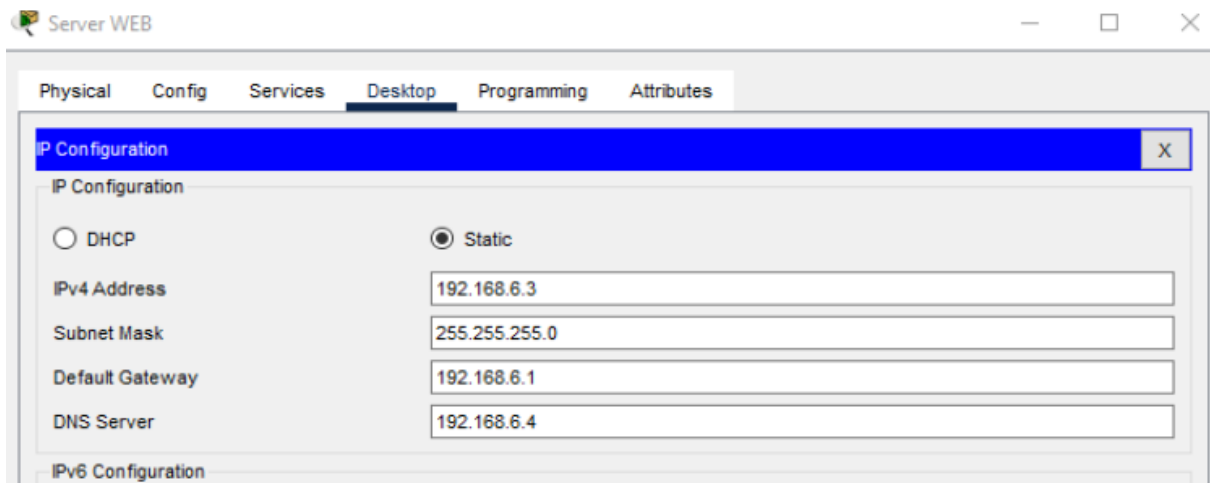 Server WEB
Physical Config Services Desktop Programming Attributes
IP Configuration X
IP Configuration
DHCP Static
IPv4 Address 192.168.6.3
Subnet Mask 255.255.255.0
Default Gateway 192.168.6.1
DNS Server 192.168.6.4
IPv6 Configuration